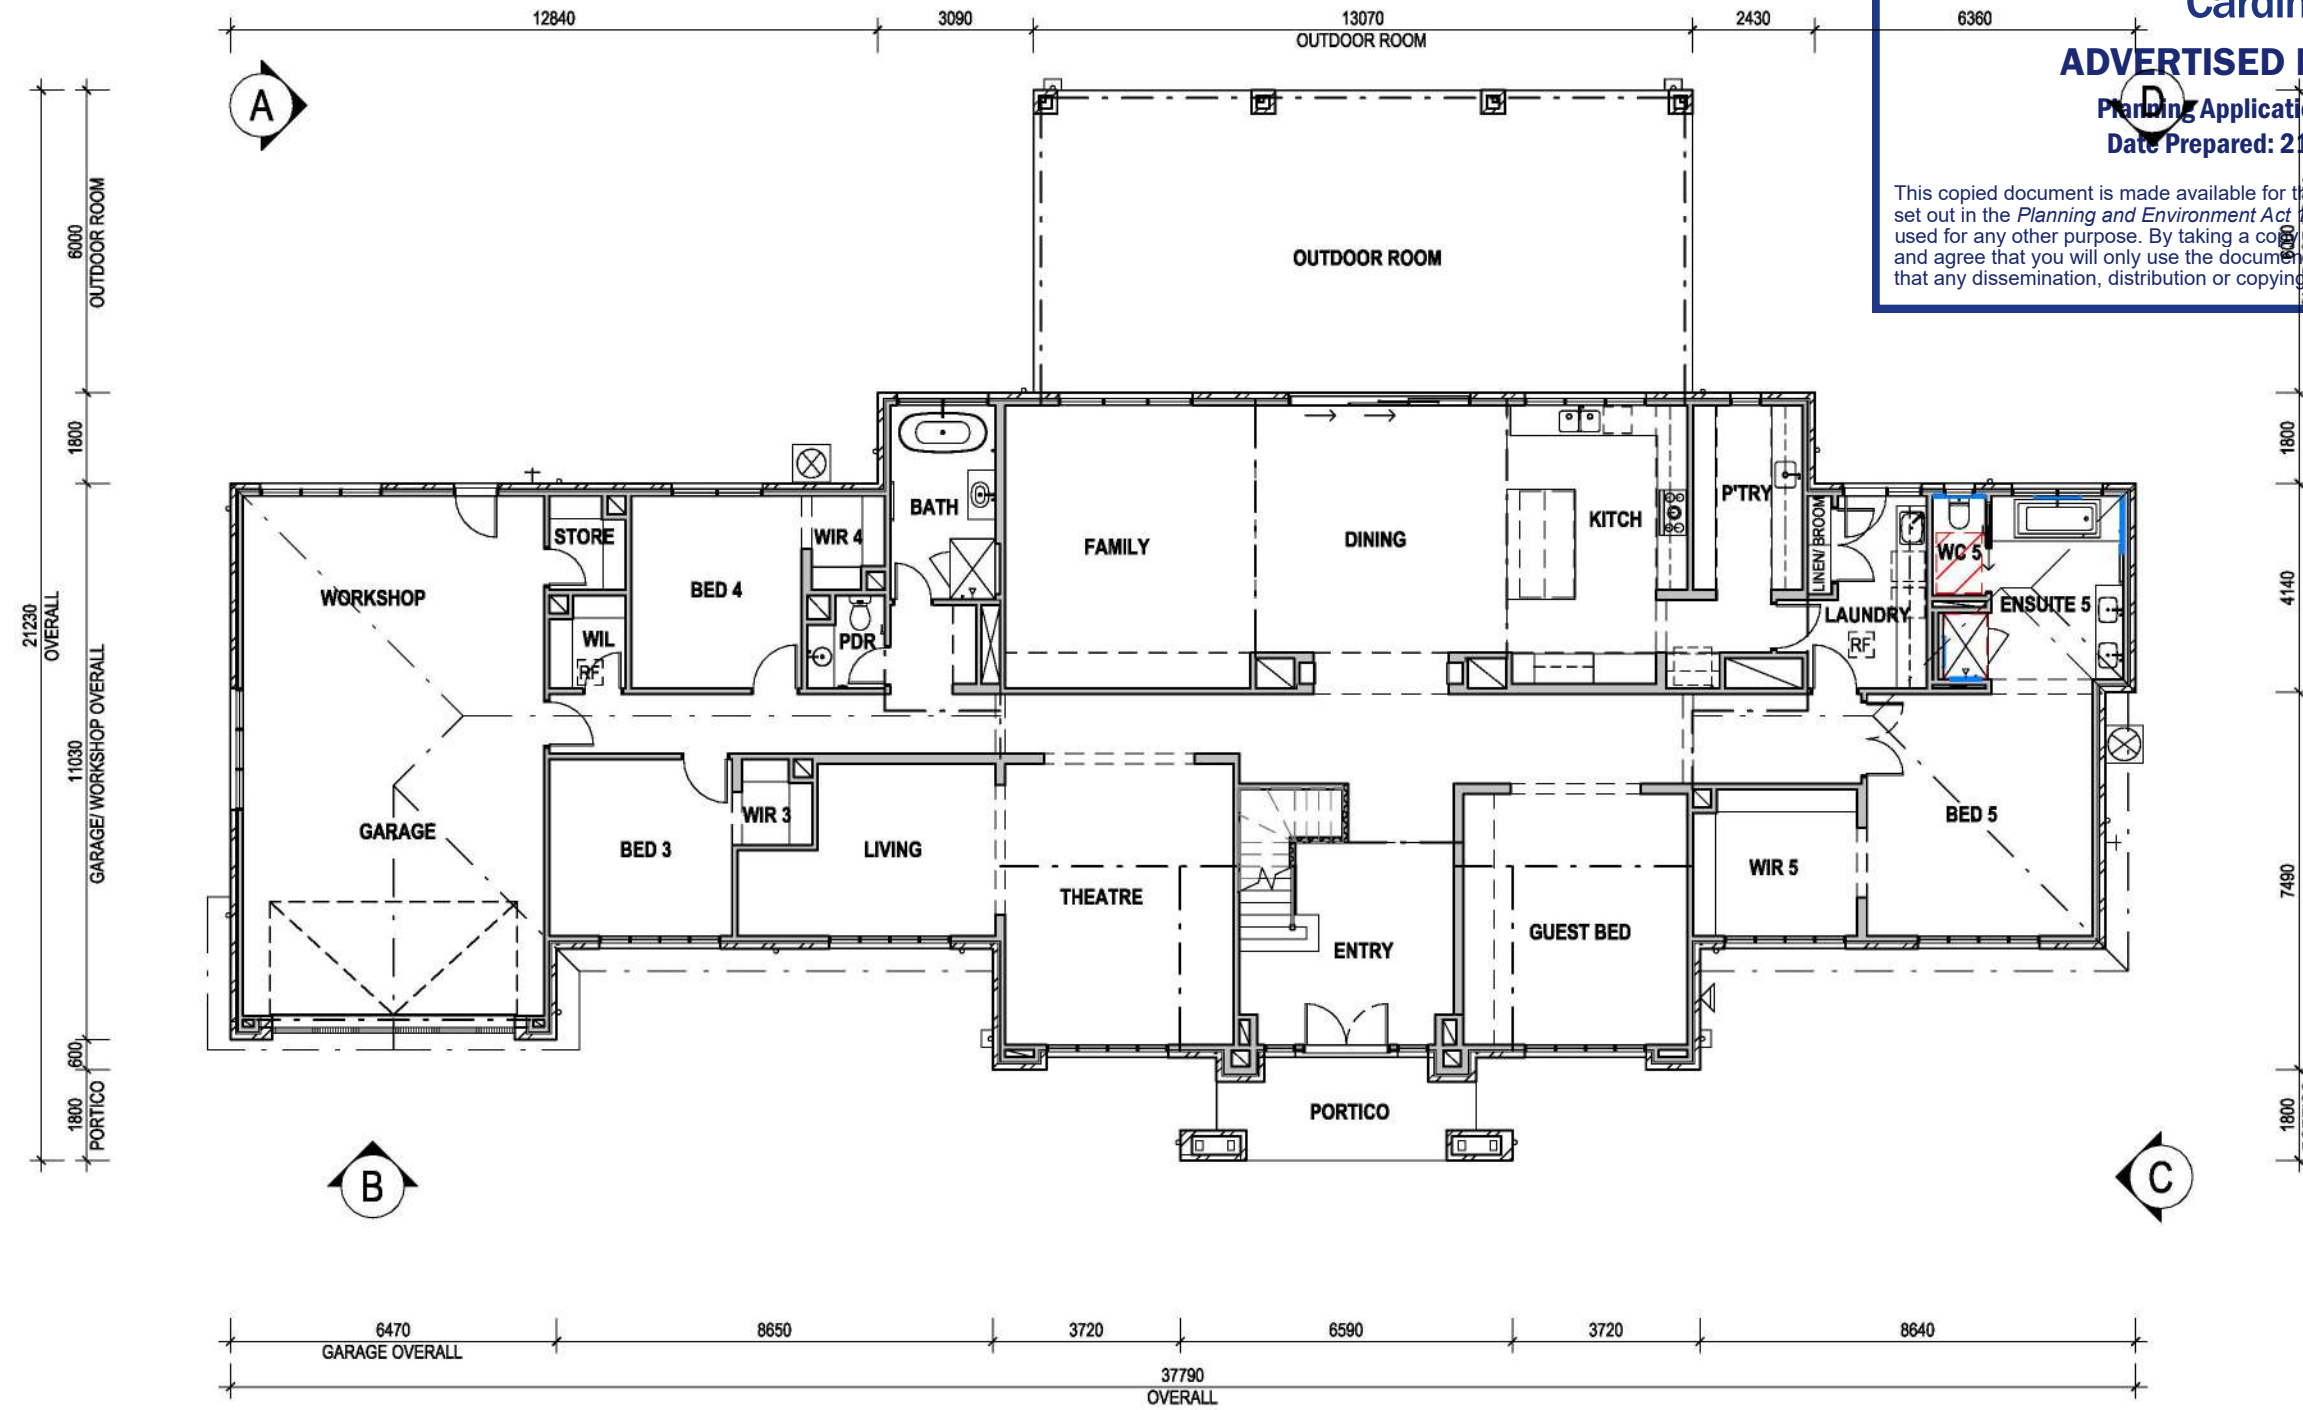 12840
3090
13070
OUTDOOR ROOM
2430
6360
ADVERTISED
Planning
Date Prepared:
This copied document is made available for
set out in the Planning and Environment Act
used for any other purpose. By taking a copy
and agree that you will only use the
that any dissemination, distribution or copying
A
D
6000
OUTDOOR ROOM
6000
OUTDOOR ROOM
1800
1800
BATH
P'TRY
KITCH
STORE
WIR 4
LINEN/ BROOM
WC 5
FAMILY
DINING
BED 4
WORKSHOP
4140
21230
OVERALL
ENSUITE 5
LAUNDRY
WIL
PDR
RF
RF
11030
GARAGE/ WORKSHOP OVERALL
GARAGE
WIR 3
BED 5
BED 3
LIVING
WIR 5
7490
THEATRE
GUEST BED
ENTRY
600
1800
PORTICO
PORTICO
1800
B
C
6470
GARAGE OVERALL
8650
3720
6590
3720
8640
37790
OVERALL